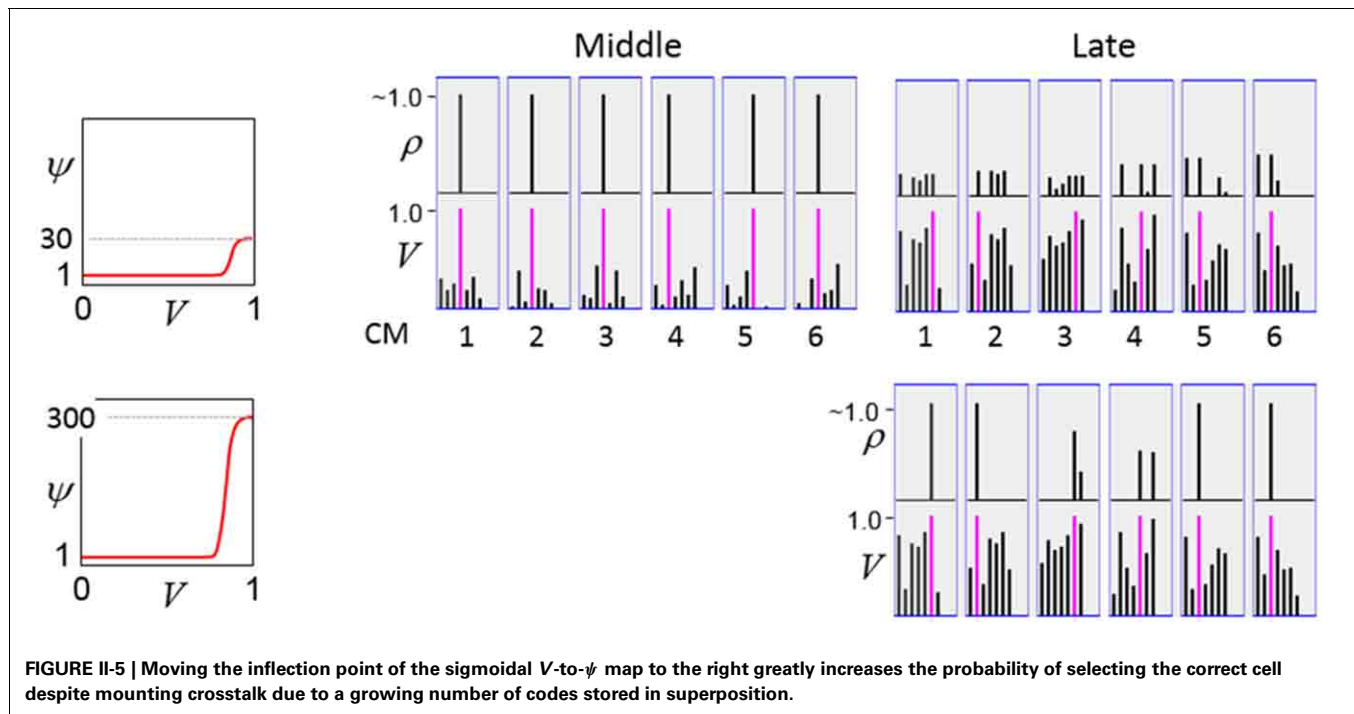 Middle
Late
ψ
30
1
0
V
1
~1.0
ρ
1.0
V
CM
1 2 3 4 5 6
1 2 3 4 5 6
300
ψ
1
0
V
1
~1.0
ρ
1.0
V
FIGURE II-5 | Moving the inflection point of the sigmoidal V-to-ψ map to the right greatly increases the probability of selecting the correct cell
despite mounting crosstalk due to a growing number of codes stored in superposition.